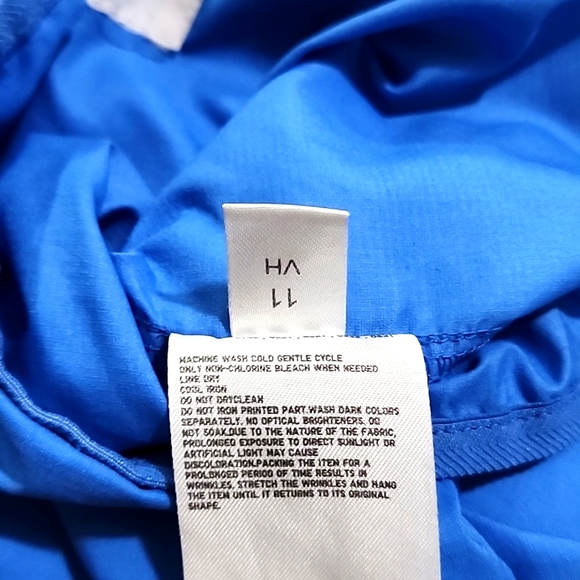 11
VH
MACHINE WASH COLD GENTLE CYCLE
ONLY NON-CHLORINE BLEACH WHEN NEEDED
LINE DRY
COOL IRON
DO NOT DRYCLEAN
DO NOT IRON PRINTED PART.WASH DARK COLORS
SEPARATELY. NO OPTICAL BRIGHTENERS. DO
NOT SOAK.DUE TO THE NATURE OF THE FABRIC,
PROLONGED EXPOSURE TO DIRECT SUNLIGHT OR
ARTIFICIAL LIGHT MAY CAUSE
DISCOLORATION.PACKING THE ITEM FOR A
PROLONGED PERIOD OF TIME RESULTS IN
WRINKLES, STRETCH THE WRINKLES AND HANG
THE ITEM UNTIL IT RETURNS TO ITS ORIGINAL
SHAPE.